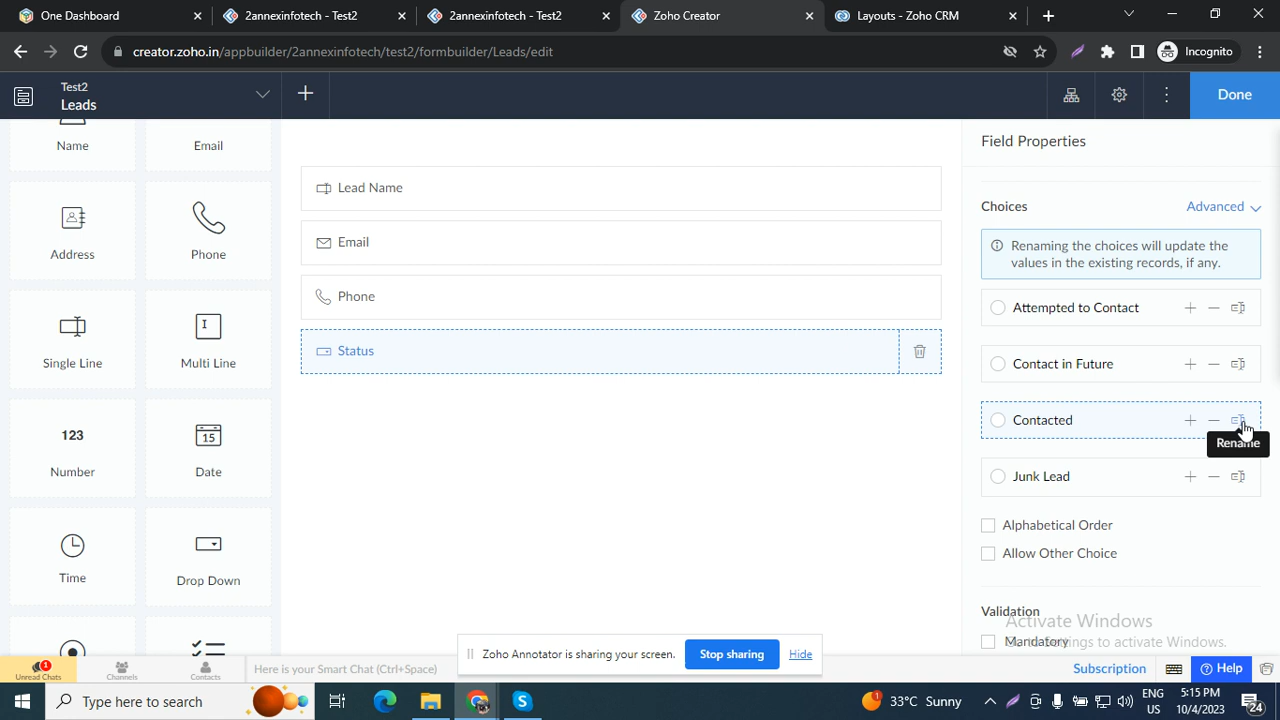 One Dashboard
2annexinfotech - Test2
2annexinfotech - Test2
Zoho Creator
Layouts - Zoho CRM
creator.zoho.in/appbuilder/2annexinfotech/test2/formbuilder/Leads/edit
Incognito
Test2
Leads
Done
Name
Email
Address
Phone
Single Line
Multi Line
123
Number
15
Date
Time
Drop Down
Lead Name
Email
Phone
Status
Field Properties
Choices
Advanced
Renaming the choices will update the
values in the existing records, if any.
Attempted to Contact
Contact in Future
Contacted
Rename
Junk Lead
Alphabetical Order
Allow Other Choice
Validation
Mandatory
Activate Windows
Go to Settings to activate Windows.
Zoho Annotator is sharing your screen.
Stop sharing
Hide
1
Unread Chats
Channels
Contacts
Here is your Smart Chat (Ctrl+Space)
Subscription
Help
Type here to search
33°C Sunny
1
ENG
US
5:15 PM
10/4/2023
24